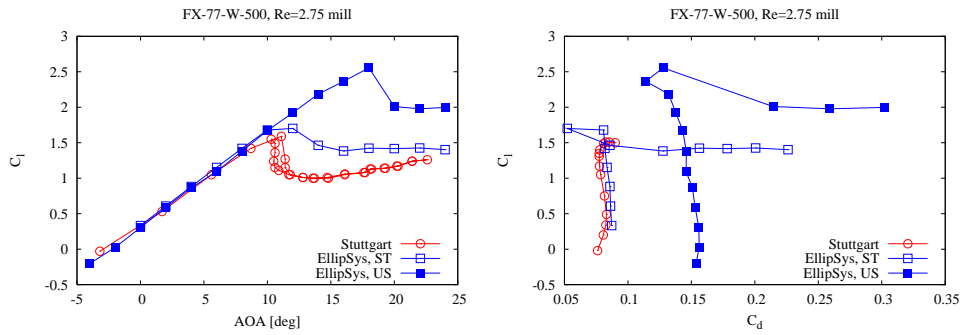 FX-77-W-500, Re=2.75 mill
3
2.5
2
1.5
1
0.5
0
-0.5
C_l
-5
0
5
10
15
20
25
AOA [deg]
Stuttgart
EllipSys, ST
EllipSys, US
FX-77-W-500, Re=2.75 mill
3
2.5
2
1.5
1
0.5
0
-0.5
C_l
0.05
0.1
0.15
0.2
0.25
0.3
0.35
C_d
Stuttgart
EllipSys, ST
EllipSys, US